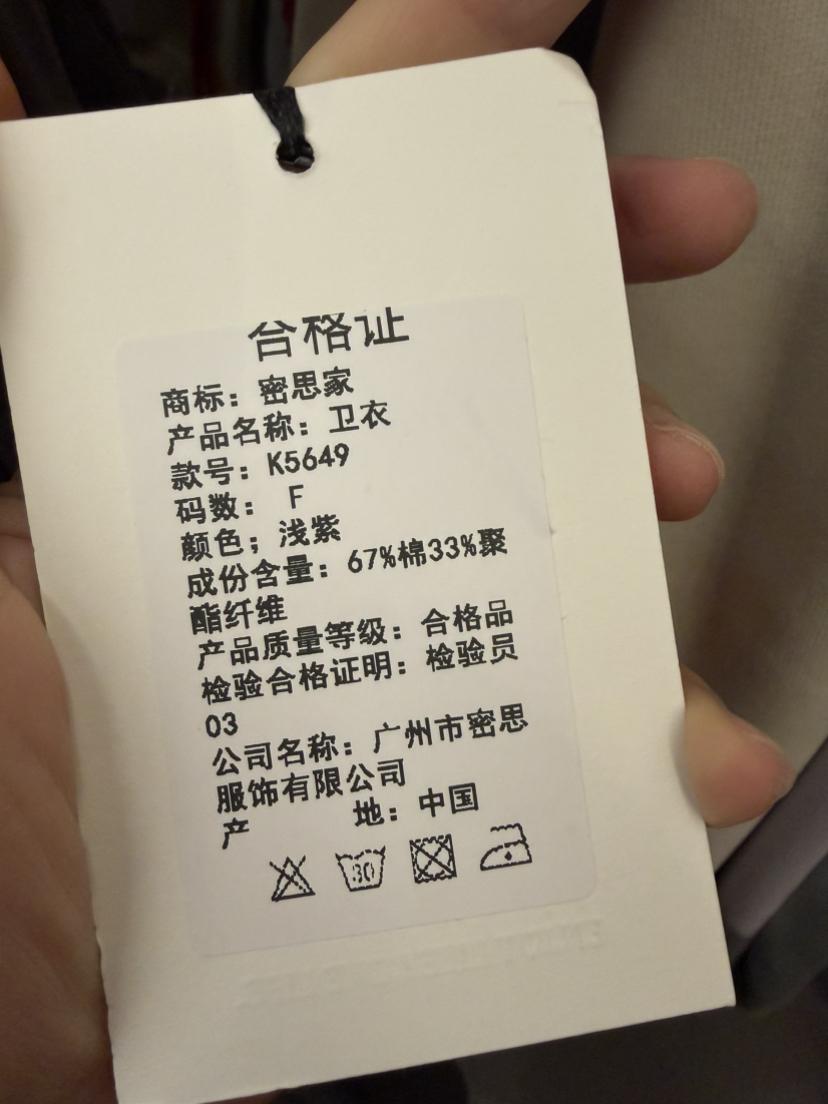 合格证
商标：密思家
产品名称：卫衣
款号：K5649
码数： F
颜色；浅紫
成份含量：67%棉33%聚
酯纤维
产品质量等级：合格品
检验合格证明：检验员
03
公司名称：广州市密思
服饰有限公司
产 地：中国
30